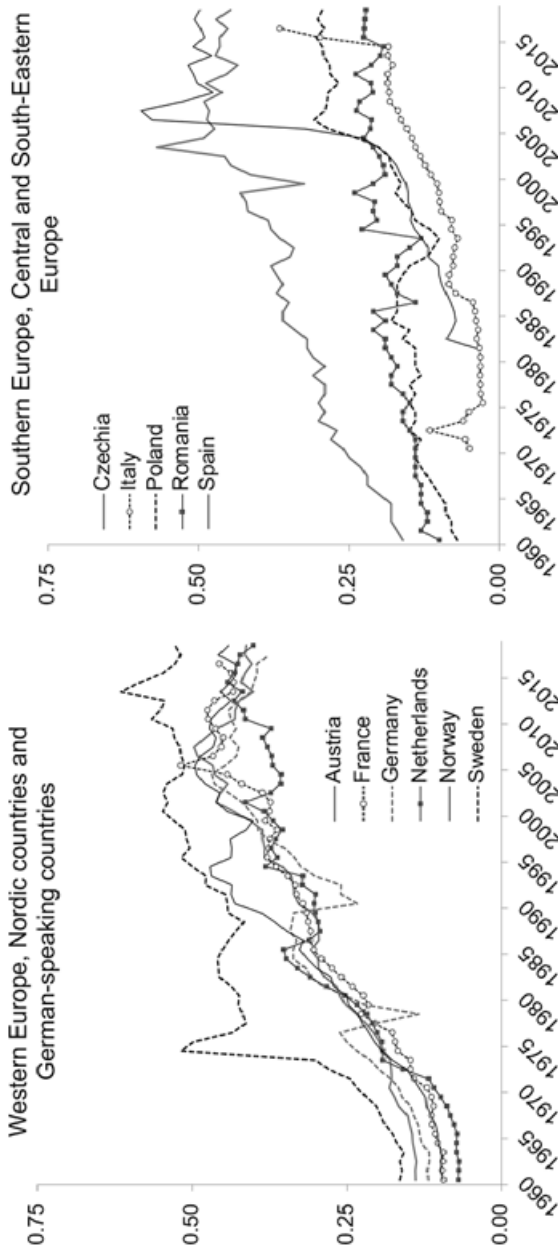 Western Europe, Nordic countries and
German-speaking countries
0.75
0.50
0.25
0.00
Austria
France
Germany
Netherlands
Norway
Sweden
1960
1965
1970
1975
1980
1985
1990
1995
2000
2005
2010
2015
Southern Europe, Central and South-Eastern
Europe
0.75
0.50
0.25
0.00
Czechia
Italy
Poland
Romania
Spain
1960
1965
1970
1975
1980
1985
1990
1995
2000
2005
2010
2015